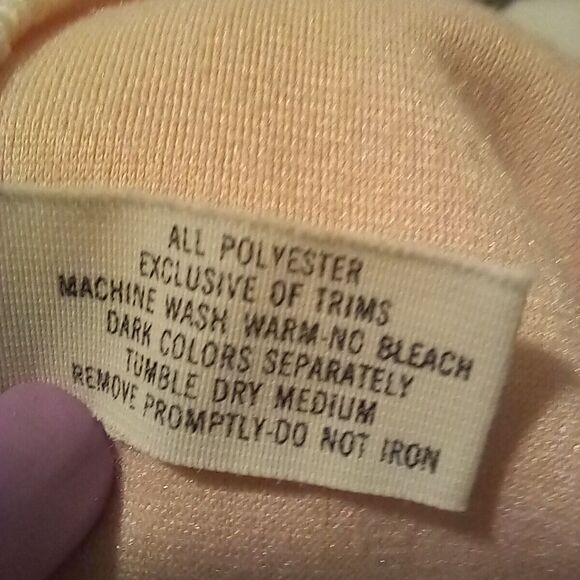 ALL POLYESTER
EXCLUSIVE OF TRIMS
MACHINE WASH WARM-NO BLEACH
DARK COLORS SEPARATELY
TUMBLE DRY MEDIUM
REMOVE PROMPTLY-DO NOT IRON